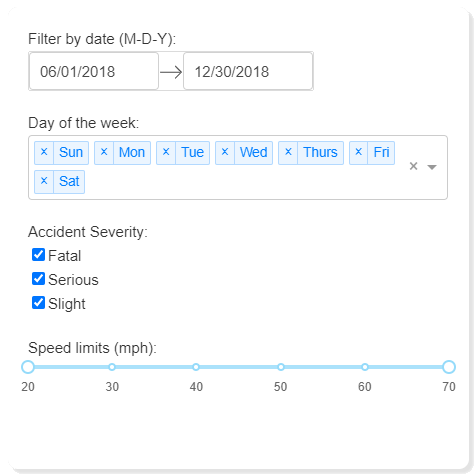 Filter by date (M-D-Y):
06/01/2018 → 12/30/2018
Day of the week:
× Sun × Mon × Tue × Wed × Thurs × Fri ×
× Sat
Accident Severity:
Fatal
Serious
Slight
Speed limits (mph):
20 30 40 50 60 70